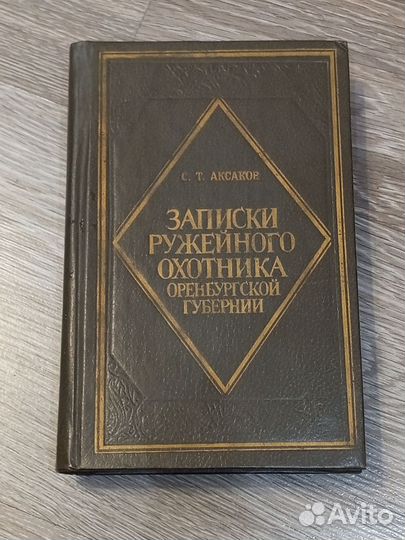 С. Т. АКСАКОВ
ЗАПИСКИ
РУЖЕЙНОГО
ОХОТНИКА
ОРЕНБУРГСКОЙ
ГУБЕРНИИ
Avito